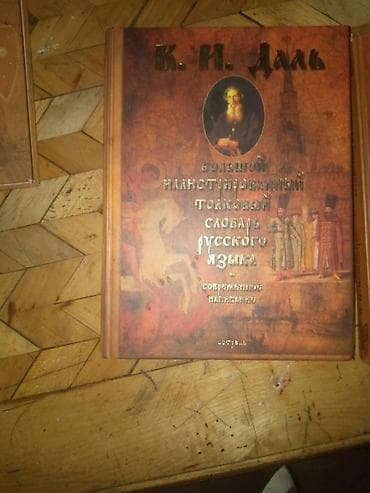 В. И. Даль
Большой
иллюстрированный
толковый
словарь
русского
языка
современное
написание